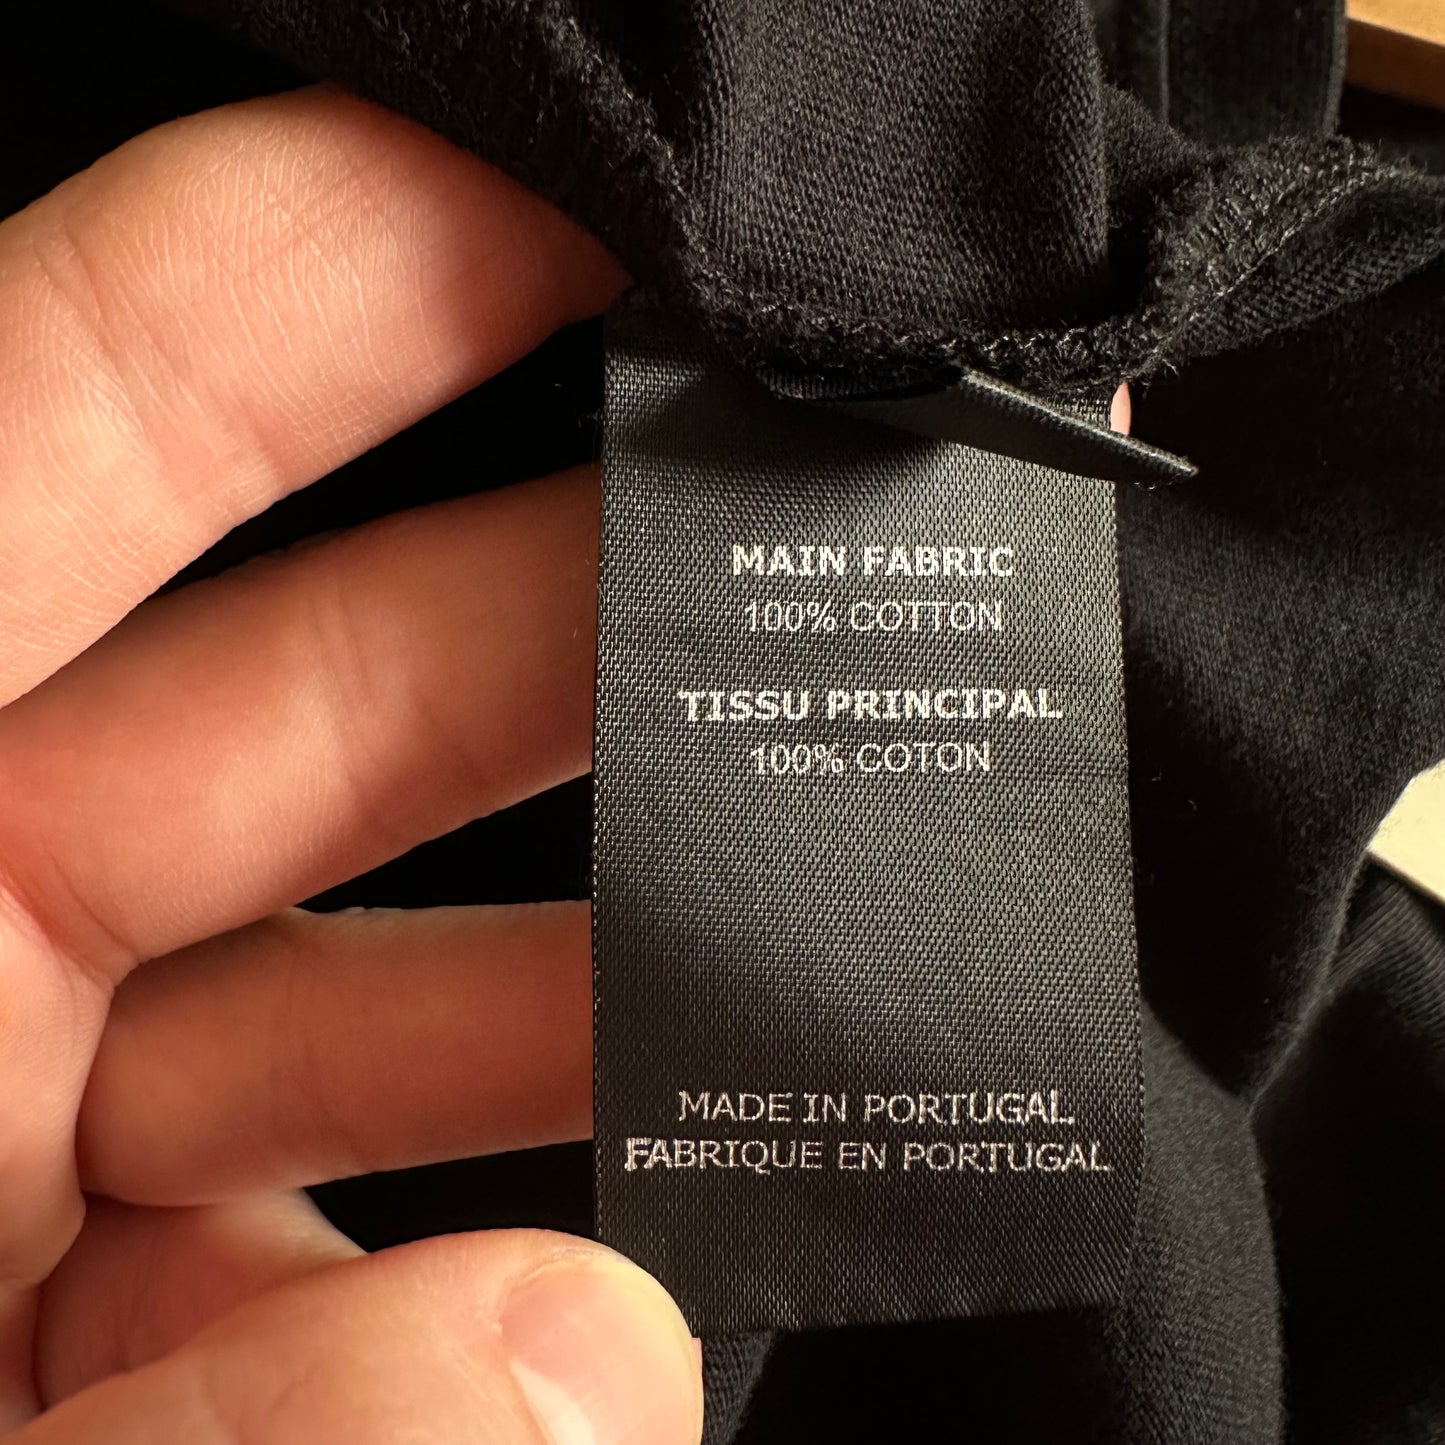 MAIN FABRIC
100% COTTON
TISSU PRINCIPAL
100% COTON
MADE IN PORTUGAL
FABRIQUE EN PORTUGAL